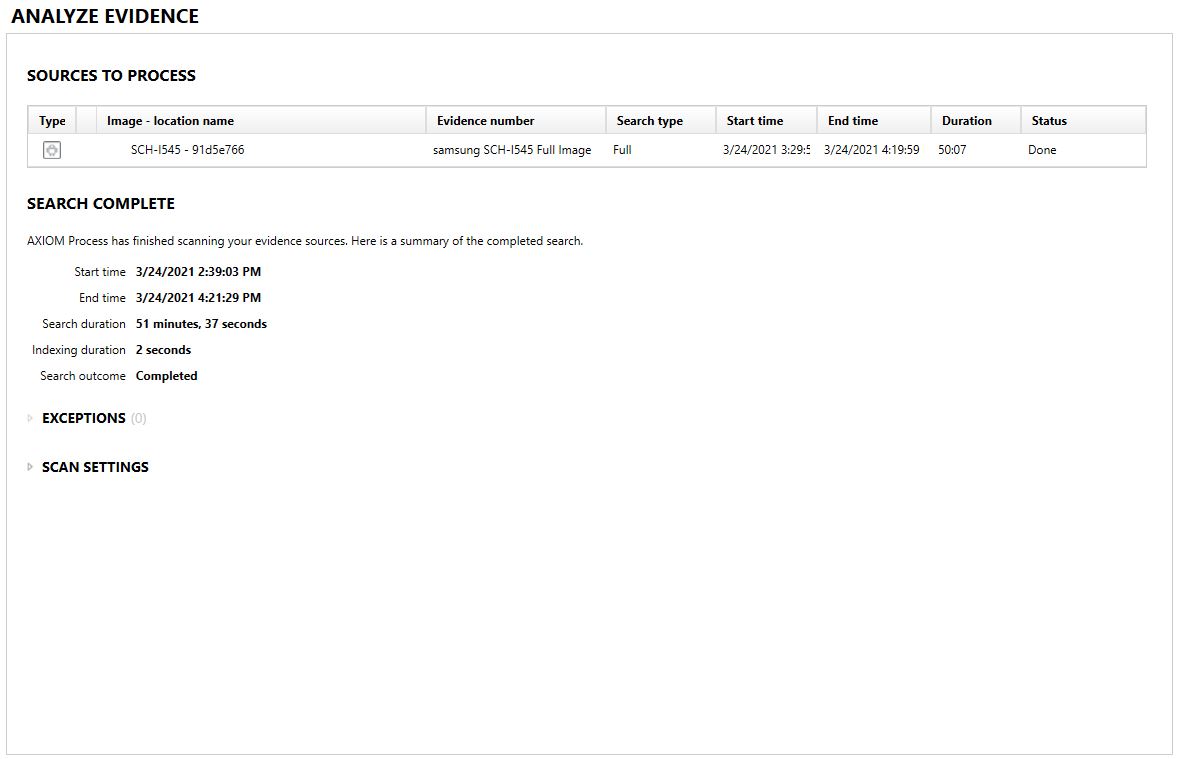 ANALYZE EVIDENCE
SOURCES TO PROCESS
Type Image - location name Evidence number Search type Start time End time Duration Status
SCH-I545 - 91d5e766 samsung SCH-I545 Full Image Full 3/24/2021 3:29:5 3/24/2021 4:19:59 50:07 Done
SEARCH COMPLETE
AXIOM Process has finished scanning your evidence sources. Here is a summary of the completed search.
Start time 3/24/2021 2:39:03 PM
End time 3/24/2021 4:21:29 PM
Search duration 51 minutes, 37 seconds
Indexing duration 2 seconds
Search outcome Completed
EXCEPTIONS (0)
SCAN SETTINGS